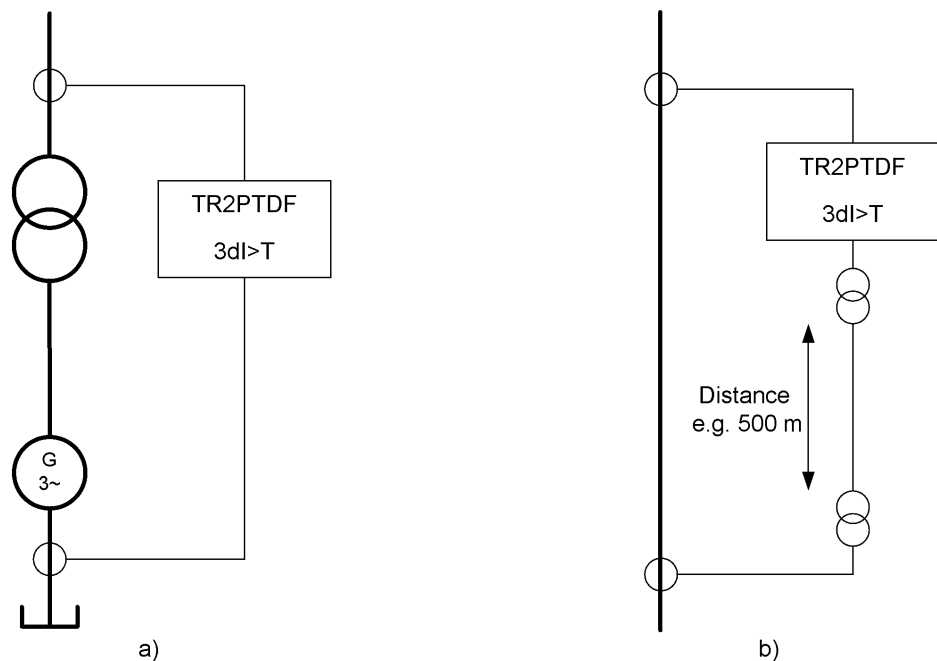 TR2PTDF
3dI>T
G
3~
a)
TR2PTDF
3dI>T
Distance
e.g. 500 m
b)